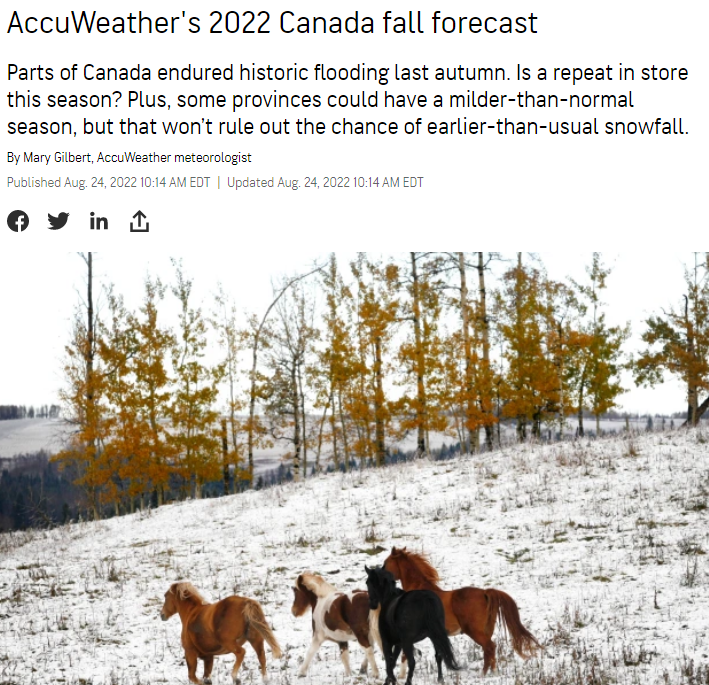 AccuWeather's 2022 Canada fall forecast
Parts of Canada endured historic flooding last autumn. Is a repeat in store
this season? Plus, some provinces could have a milder-than-normal
season, but that won’t rule out the chance of earlier-than-usual snowfall.
By Mary Gilbert, AccuWeather meteorologist
Published Aug. 24, 2022 10:14 AM EDT | Updated Aug. 24, 2022 10:14 AM EDT